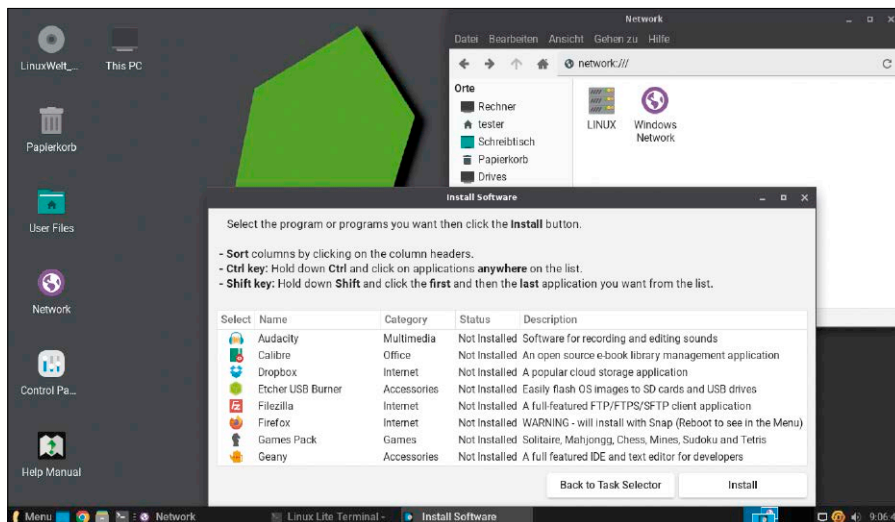 Network
Datei Bearbeiten Ansicht Gehen zu Hilfe
network:///
LinuxWelt_...
This PC
Orte
Rechner
tester
Schreibtisch
Papierkorb
Drives
LINUX
Windows
Network
Papierkorb
User Files
Network
Control Pa...
Help Manual
Install Software
Select the program or programs you want then click the Install button.
- Sort columns by clicking on the column headers.
- Ctrl key: Hold down Ctrl and click on applications anywhere on the list.
- Shift key: Hold down Shift and click the first and then the last application you want from the list.
Select Name Category Status Description
Audacity Multimedia Not Installed Software for recording and editing sounds
Calibre Office Not Installed An open source e-book library management application
Dropbox Internet Not Installed A popular cloud storage application
Etcher USB Burner Accessories Not Installed Easily flash OS images to SD cards and USB drives
Filezilla Internet Not Installed A full-featured FTP/FTPS/SFTP client application
Firefox Internet Not Installed WARNING - will install with Snap (Reboot to see in the Menu)
Games Pack Games Not Installed Solitaire, Mahjongg, Chess, Mines, Sudoku and Tetris
Geany Accessories Not Installed A full featured IDE and text editor for developers
Back to Task Selector Install
Menu Network Linux Lite Terminal - Install Software